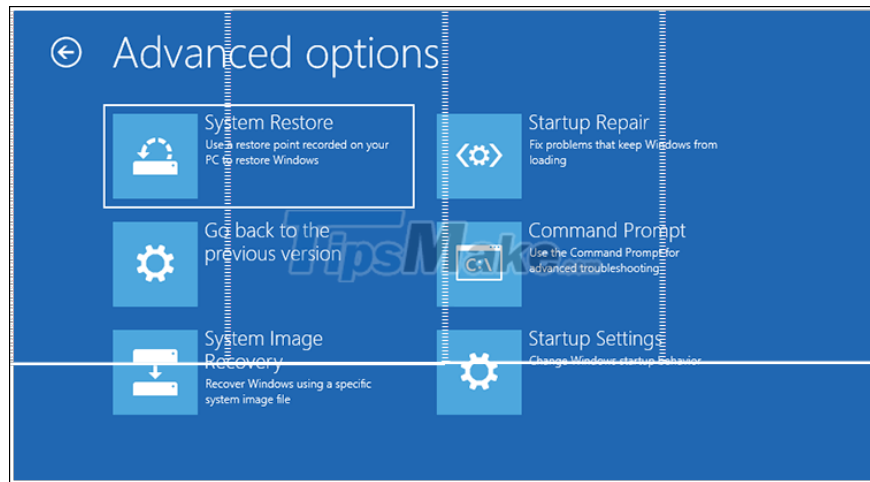 Advanced options
System Restore
Use a restore point recorded on your
PC to restore Windows
Startup Repair
Fix problems that keep Windows from
loading
Go back to the
previous version
Command Prompt
Use the Command Prompt for
advanced troubleshooting
C:\
TipsMake.com
System Image
Recovery
Recover Windows using a specific
system image file
Startup Settings
Change Windows startup behavior